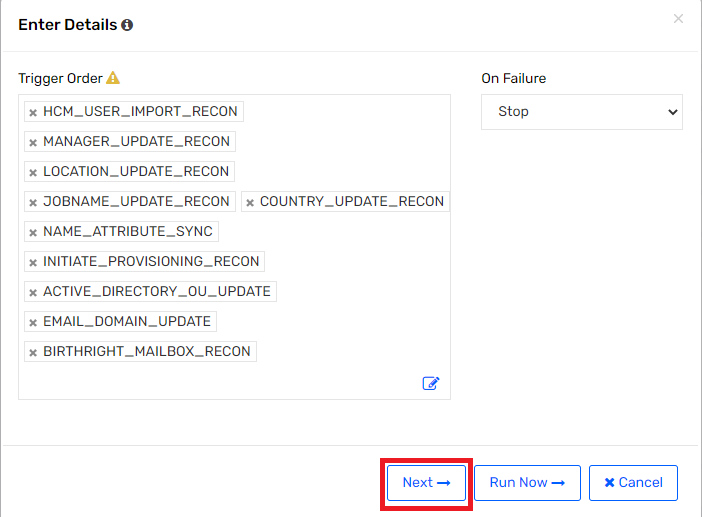 Enter Details
Trigger Order
On Failure
HCM_USER_IMPORT_RECON
Stop
MANAGER_UPDATE_RECON
LOCATION_UPDATE_RECON
JOBNAME_UPDATE_RECON COUNTRY_UPDATE_RECON
NAME_ATTRIBUTE_SYNC
INITIATE_PROVISIONING_RECON
ACTIVE_DIRECTORY_OU_UPDATE
EMAIL_DOMAIN_UPDATE
BIRTHRIGHT_MAILBOX_RECON
Next Run Now Cancel